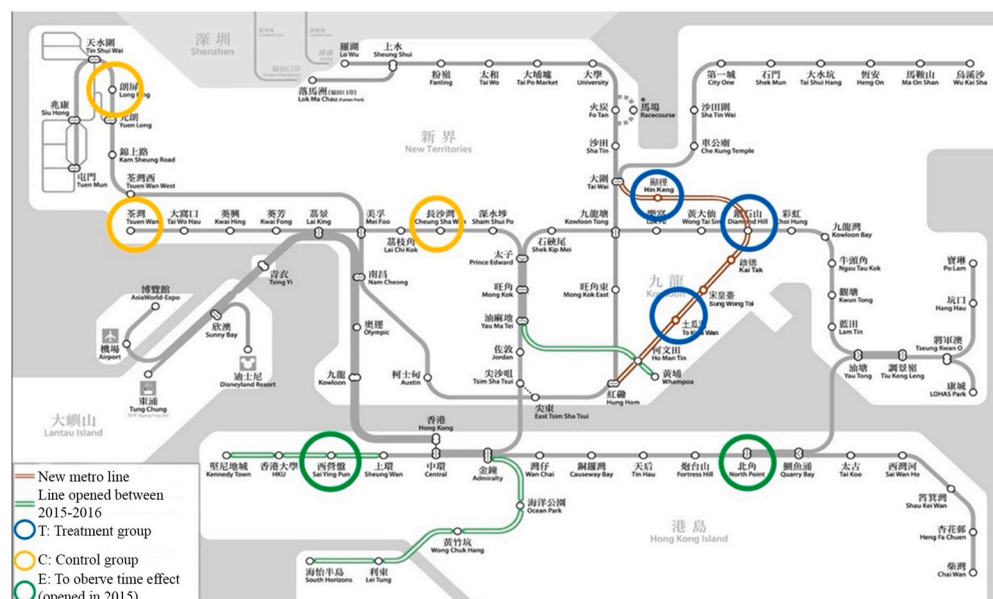 深圳
Shenzhen
羅湖
Lo Wu
上水
Sheung Shui
落馬洲
Lok Ma Chau
粉嶺
Fanling
太和
Tai Wo
大埔墟
Tai Po Market
大學
University
第一城
City One
石門
Shek Mun
大水坑
Tai Shui Hang
恆安
Heng On
馬鞍山
Ma On Shan
烏溪沙
Wu Kai Sha
天水圍
Tin Shui Wai
朗屏
Long Ping
兆康
Siu Hong
元朗
Yuen Long
屯門
Tuen Mun
錦上路
Kam Sheung Road
荃灣西
Tsuen Wan West
新界
New Territories
火炭
Fo Tan
馬場
Racecourse
沙田
Sha Tin
沙田圍
Sha Tin Wai
車公廟
Che Kung Temple
大圍
Tai Wai
顯徑
Hin Keng
荃灣
Tsuen Wan
大窩口
Tai Wo Hau
葵興
Kwai Hing
葵芳
Kwai Fong
荔景
Lai King
美孚
Mei Foo
荔枝角
Lai Chi Kok
長沙灣
Cheung Sha Wan
深水埗
Sham Shui Po
石硤尾
Shek Kip Mei
九龍塘
Kowloon Tong
樂富
Lok Fu
黃大仙
Wong Tai Sin
鑽石山
Diamond Hill
彩虹
Choi Hung
九龍灣
Kowloon Bay
牛頭角
Ngau Tau Kok
觀塘
Kwun Tong
藍田
Lam Tin
油塘
Yau Tong
調景嶺
Tiu Keng Leng
將軍澳
Tseung Kwan O
寶琳
Po Lam
坑口
Hang Hau
康城
LOHAS Park
太子
Prince Edward
旺角
Mong Kok
旺角東
Mong Kok East
油麻地
Yau Ma Tei
佐敦
Jordan
尖沙咀
Tsim Sha Tsui
尖東
East Tsim Sha Tsui
九龍
啟德
Kai Tak
宋皇臺
Sung Wong Toi
土瓜灣
To Kwa Wan
何文田
Ho Man Tin
黃埔
Whampoa
紅磡
Hung Hom
青衣
Tsing Yi
南昌
Nam Cheong
奧運
Olympic
九龍
Kowloon
柯士甸
Austin
博覽館
AsiaWorld-Expo
機場
Airport
欣澳
Sunny Bay
迪士尼
Disneyland Resort
東涌
Tung Chung
大嶼山
Lantau Island
香港
Hong Kong
堅尼地城
Kennedy Town
香港大學
HKU
西營盤
Sai Ying Pun
上環
Sheung Wan
中環
Central
金鐘
Admiralty
灣仔
Wan Chai
銅鑼灣
Causeway Bay
天后
Tin Hau
炮台山
Fortress Hill
北角
North Point
鰂魚涌
Quarry Bay
太古
Tai Koo
西灣河
Sai Wan Ho
筲箕灣
Shau Kei Wan
杏花邨
Heng Fa Chuen
柴灣
Chai Wan
海洋公園
Ocean Park
黃竹坑
Wong Chuk Hang
利東
Lei Tung
海怡半島
South Horizons
港島
Hong Kong Island
New metro line
Line opened between
2015-2016
T: Treatment group
C: Control group
E: To oberve time effect
(opened in 2015)